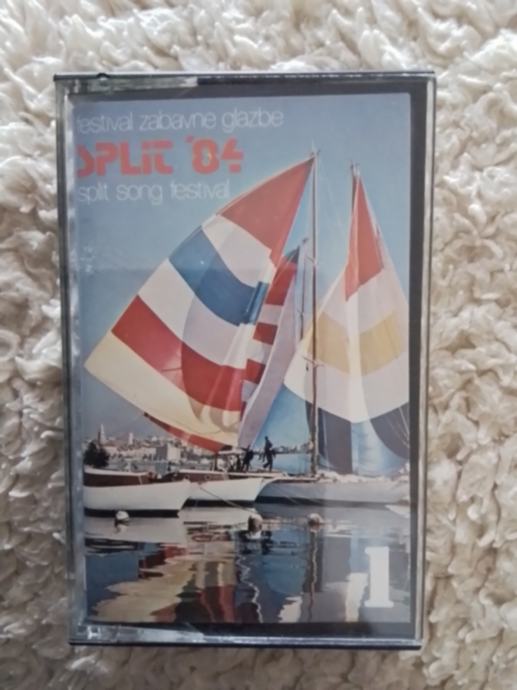 festival zabavne glazbe
SPLIT '84
split song festival
1